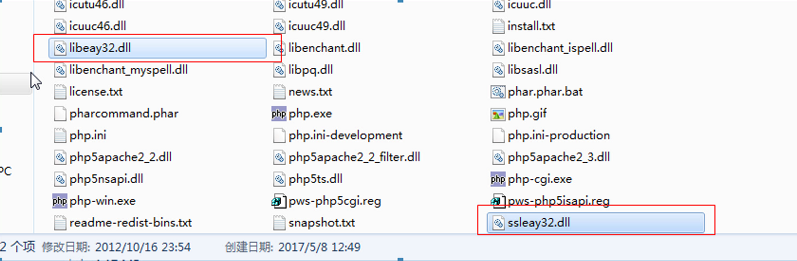 icutu46.dll icutu49.dll icuuc.dll
icuuc46.dll icuuc49.dll install.txt
libeay32.dll libenchant.dll libenchant_ispell.dll
libenchant_myspell.dll libpq.dll libsasl.dll
license.txt news.txt phar.phar.bat
pharcommand.phar php.exe php.gif
php.ini php.ini-development php.ini-production
php5apache2_2.dll php5apache2_2_filter.dll php5apache2_3.dll
PC
php5nsapi.dll php5ts.dll php-cgi.exe
php-win.exe pws-php5cgi.reg pws-php5isapi.reg
readme-redist-bins.txt snapshot.txt ssleay32.dll
2 个项 修改日期: 2012/10/16 23:54 创建日期: 2017/5/8 12:49